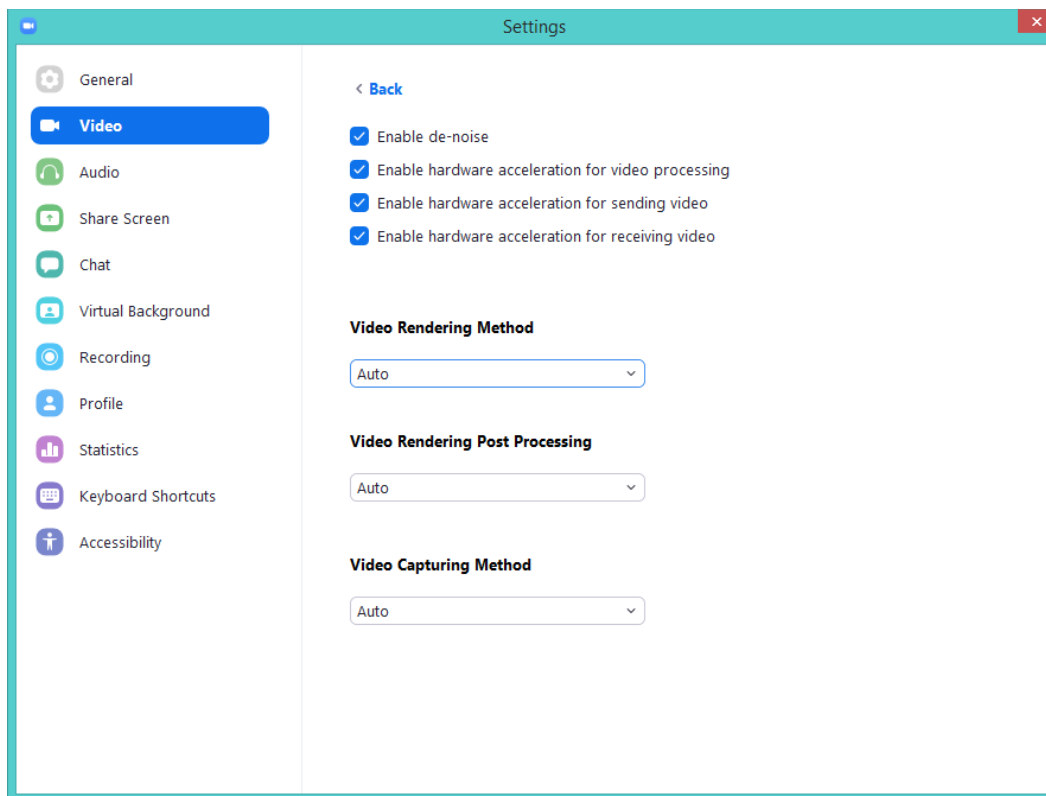 Settings
General
Video
Audio
Share Screen
Chat
Virtual Background
Recording
Profile
Statistics
Keyboard Shortcuts
Accessibility
Back
Enable de-noise
Enable hardware acceleration for video processing
Enable hardware acceleration for sending video
Enable hardware acceleration for receiving video
Video Rendering Method
Auto
Video Rendering Post Processing
Auto
Video Capturing Method
Auto